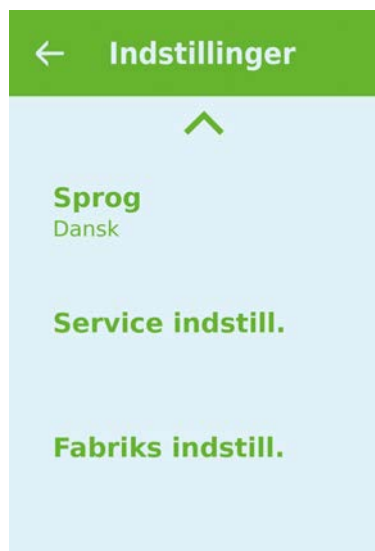 Indstillinger
Sprog
Dansk
Service indstill.
Fabriks indstill.